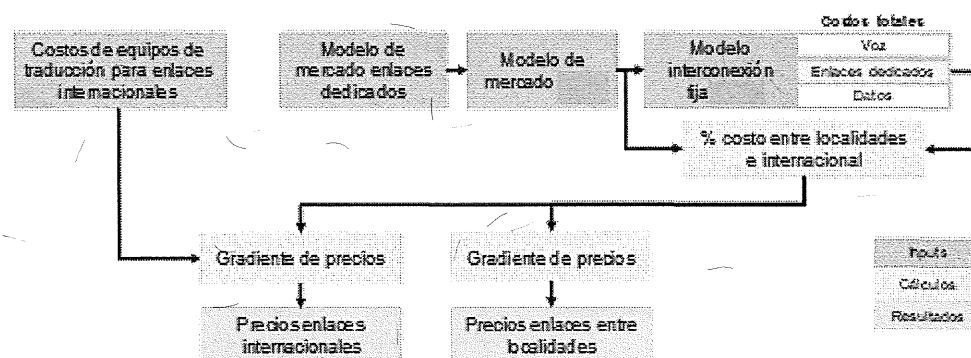 Costos totales
Costos de equipos de
traducción para enlaces
internacionales
Modelo de
mercado enlaces
dedicados
Modelo de
mercado
Modelo
interconexión
fija
Voz
Enlaces dedicados
Datos
% costo entre localidades
e internacional
Gradiente de precios
Gradiente de precios
Precios enlaces
internacionales
Precios enlaces entre
localidades
Inputs
Cálculos
Resultados